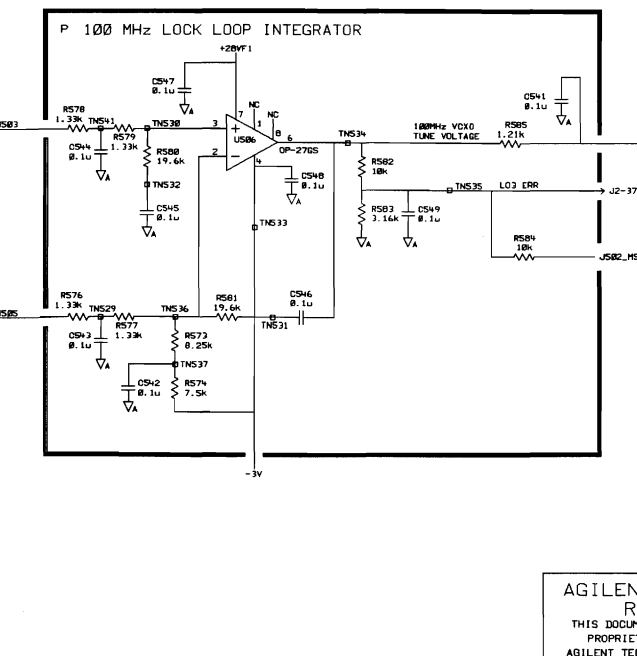 P 100 MHz LOCK LOOP INTEGRATOR
+28VF1
C547
0.1u
A
7
NC
1
NC
8
C541
0.1u
A
R578
1.33k
TN541
R579
1.33k
TN530
3
+
U506
6
OP-27GS
TN534
100MHz VCXO
TUNE VOLTAGE
R585
1.21k
C544
0.1u
A
R580
19.6k
2
-
4
C548
0.1u
A
R582
10k
TN532
TN535
LO3 ERR
J2-37
C545
0.1u
A
TN533
R583
3.16k
A
C549
0.1u
A
R584
10k
R576
1.33k
TN529
R577
1.33k
TN536
R581
19.6k
TN531
C546
0.1u
C543
0.1u
A
R573
8.25k
TN537
C542
0.1u
A
R574
7.5k
-3V
AGILEN
R
THIS DOCUM
PROPRIET
AGILENT TE